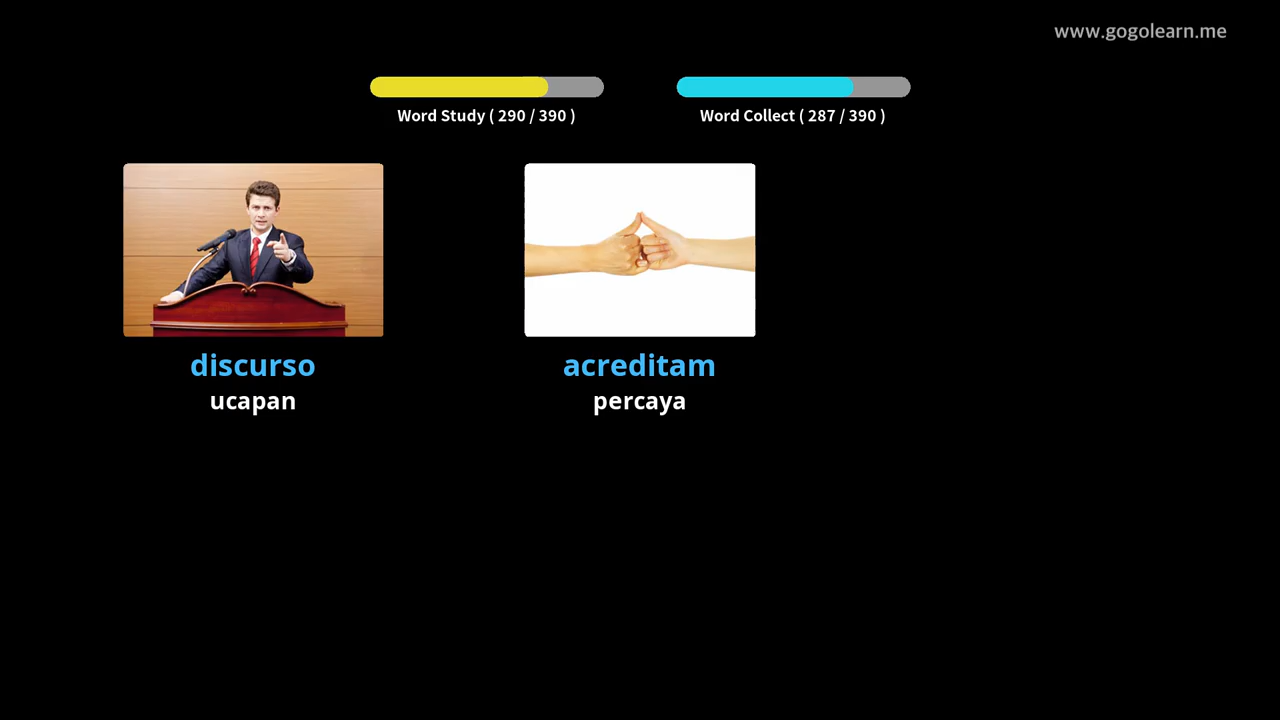 www.gogolearn.me
Word Study ( 290 / 390 )
Word Collect ( 287 / 390 )
discurso
ucapan
acreditam
percaya